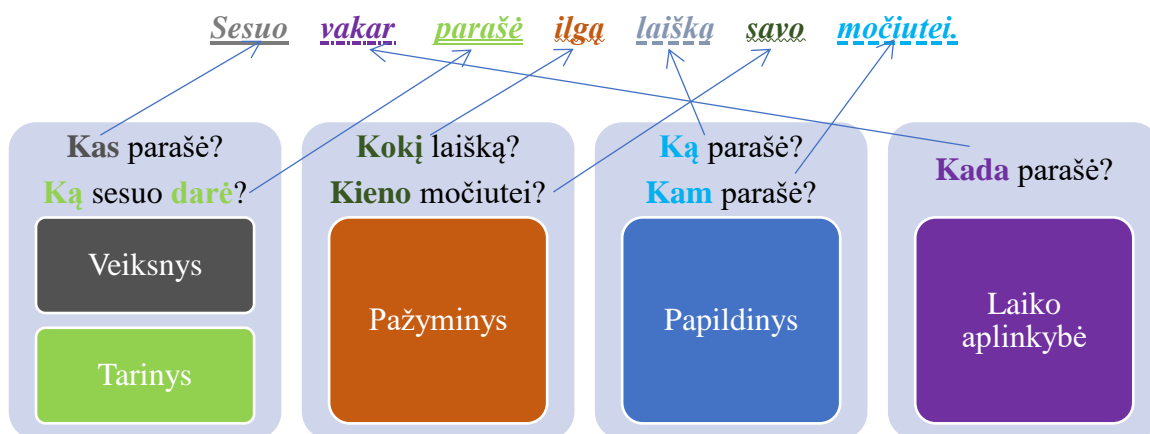 Sesuo vakar parašė ilgą laišką savo močiutei.
Kas parašė?
Ką sesuo darė?
Veiksnys
Tarinys
Kokį laišką?
Kieno močiutei?
Pažyminys
Ką parašė?
Kam parašė?
Papildinys
Kada parašė?
Laiko
aplinkybė